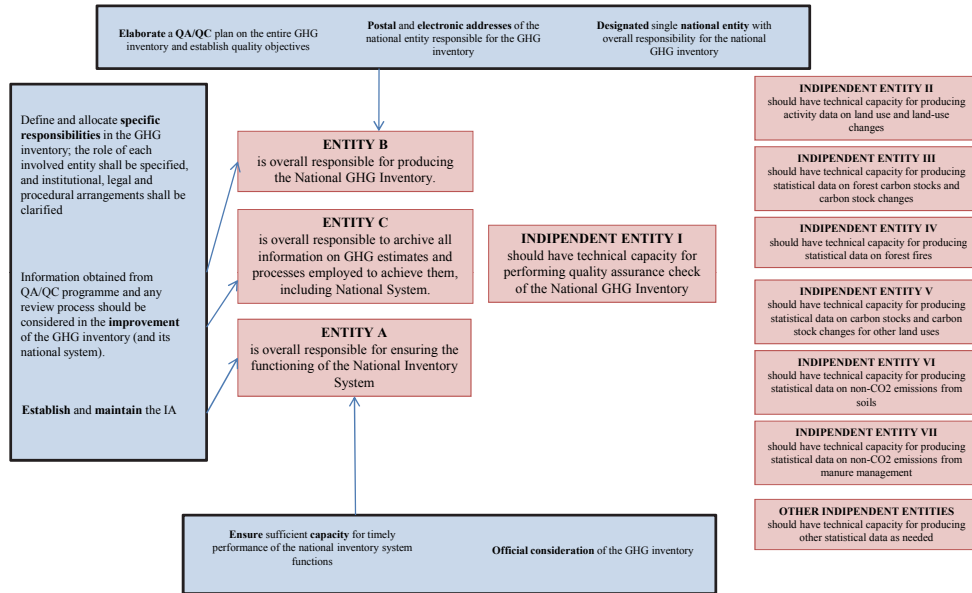 Elaborate a QA/QC plan on the entire GHG
inventory and establish quality objectives
Postal and electronic addresses of the
national entity responsible for the GHG
inventory
Designated single national entity with
overall responsibility for the national
GHG inventory
Define and allocate specific
responsibilities in the GHG
inventory; the role of each
involved entity shall be specified,
and institutional, legal and
procedural arrangements shall be
clarified
Information obtained from
QA/QC programme and any
review process should be
considered in the improvement
of the GHG inventory (and its
national system).
Establish and maintain the IA
ENTITY B
is overall responsible for producing
the National GHG Inventory.
ENTITY C
is overall responsible to archive all
information on GHG estimates and
processes employed to achieve them,
including National System.
ENTITY A
is overall responsible for ensuring the
functioning of the National Inventory
System
INDIPENDENT ENTITY I
should have technical capacity for
performing quality assurance check
of the National GHG Inventory
INDIPENDENT ENTITY II
should have technical capacity for producing
activity data on land use and land-use
changes
INDIPENDENT ENTITY III
should have technical capacity for producing
statistical data on forest carbon stocks and
carbon stock changes
INDIPENDENT ENTITY IV
should have technical capacity for producing
statistical data on forest fires
INDIPENDENT ENTITY V
should have technical capacity for producing
statistical data on carbon stocks and carbon
stock changes for other land uses
INDIPENDENT ENTITY VI
should have technical capacity for producing
statistical data on non-CO2 emissions from
soils
INDIPENDENT ENTITY VII
should have technical capacity for producing
statistical data on non-CO2 emissions from
manure management
OTHER INDIPENDENT ENTITIES
should have technical capacity for producing
other statistical data as needed
Ensure sufficient capacity for timely
performance of the national inventory system
functions
Official consideration of the GHG inventory